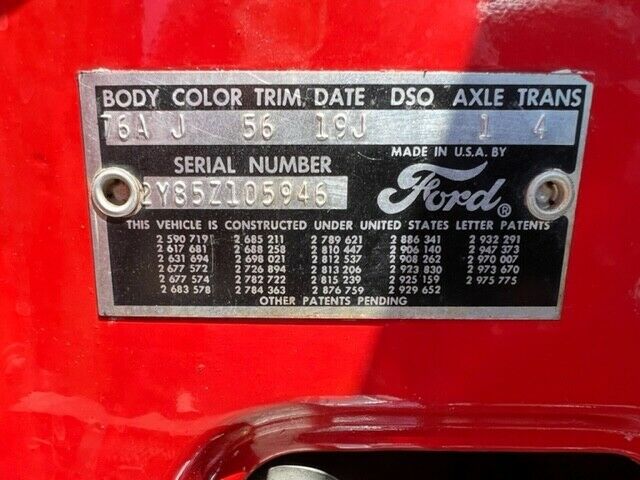 BODY COLOR TRIM DATE DSO AXLE TRANS
76A J 56 19J 1 4
SERIAL NUMBER
2Y85Z105946
MADE IN U.S.A. BY
Ford®
THIS VEHICLE IS CONSTRUCTED UNDER UNITED STATES LETTER PATENTS
2 590 719 2 685 211 2 789 621 2 886 341 2 932 291
2 617 681 2 688 258 2 810 447 2 906 140 2 947 373
2 631 694 2 698 021 2 812 537 2 908 262 2 970 007
2 677 572 2 726 894 2 813 206 2 923 830 2 973 670
2 677 574 2 782 722 2 815 239 2 925 159 2 975 775
2 683 578 2 784 363 2 876 759 2 929 652
OTHER PATENTS PENDING